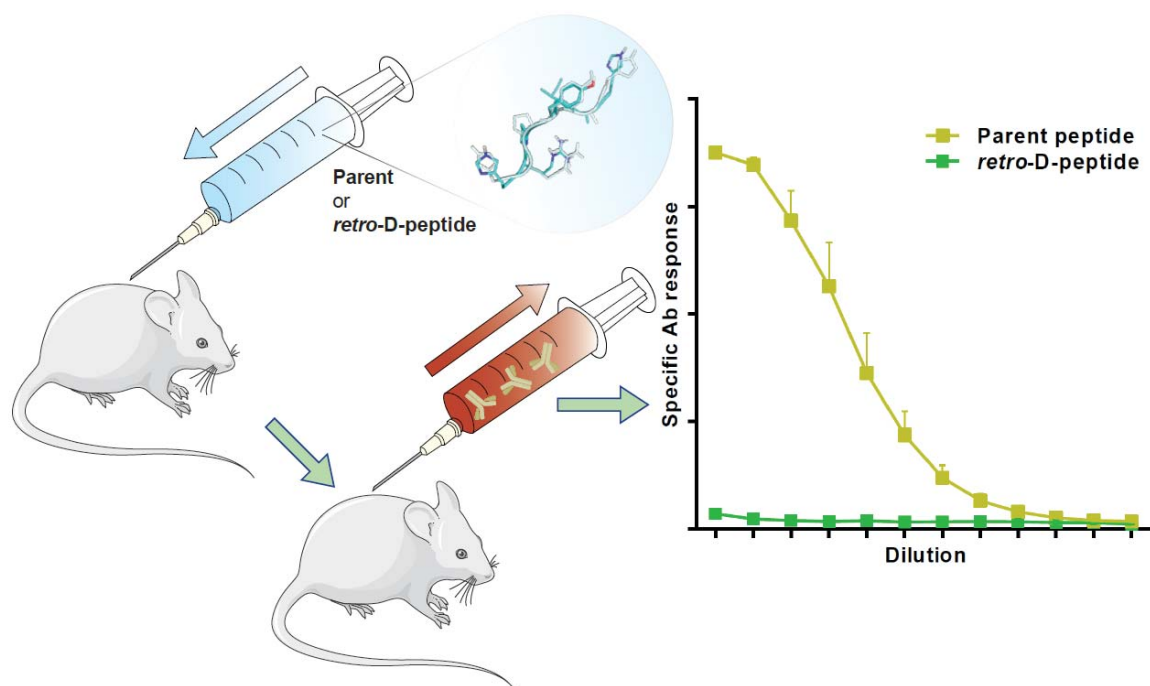 Parent
or
retro-D-peptide
Parent peptide
retro-D-peptide
Specific Ab response
Dilution